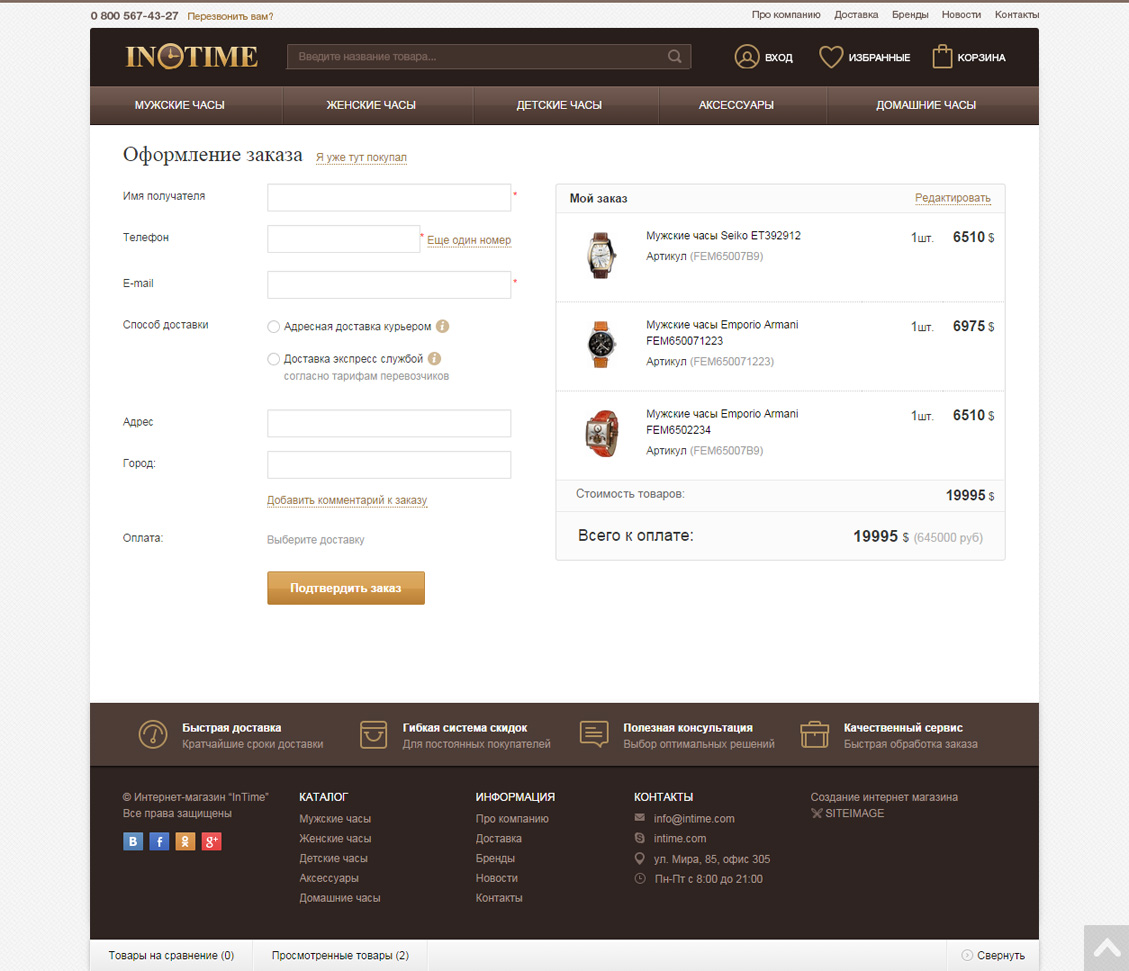 0 800 567-43-27 Перезвонить вам?
Про компанию Доставка Бренды Новости Контакты
INTIME
Введите название товара...
ВХОД ИЗБРАННЫЕ КОРЗИНА
МУЖСКИЕ ЧАСЫ ЖЕНСКИЕ ЧАСЫ ДЕТСКИЕ ЧАСЫ АКСЕССУАРЫ ДОМАШНИЕ ЧАСЫ
Оформление заказа Я уже тут покупал
Имя получателя *
Телефон * Еще один номер
E-mail *
Способ доставки
Адресная доставка курьером i
Доставка экспресс службой i
согласно тарифам перевозчиков
Адрес
Город:
Добавить комментарий к заказу
Оплата: Выберите доставку
Подтвердить заказ
Мой заказ Редактировать
Мужские часы Seiko ET392912 1шт. 6510 $
Артикул (FEM65007B9)
Мужские часы Emporio Armani 1шт. 6975 $
FEM650071223
Артикул (FEM650071223)
Мужские часы Emporio Armani 1шт. 6510 $
FEM6502234
Артикул (FEM65007B9)
Стоимость товаров: 19995 $
Всего к оплате: 19995 $ (645000 руб)
Быстрая доставка
Кратчайшие сроки доставки
Гибкая система скидок
Для постоянных покупателей
Полезная консультация
Выбор оптимальных решений
Качественный сервис
Быстрая обработка заказа
© Интернет-магазин “InTime”
Все права защищены
В f g+
КАТАЛОГ
Мужские часы
Женские часы
Детские часы
Аксессуары
Домашние часы
ИНФОРМАЦИЯ
Про компанию
Доставка
Бренды
Новости
Контакты
КОНТАКТЫ
info@intime.com
intime.com
ул. Мира, 85, офис 305
Пн-Пт с 8:00 до 21:00
Создание интернет магазина
SITEIMAGE
Товары на сравнение (0) Просмотренные товары (2) Свернуть